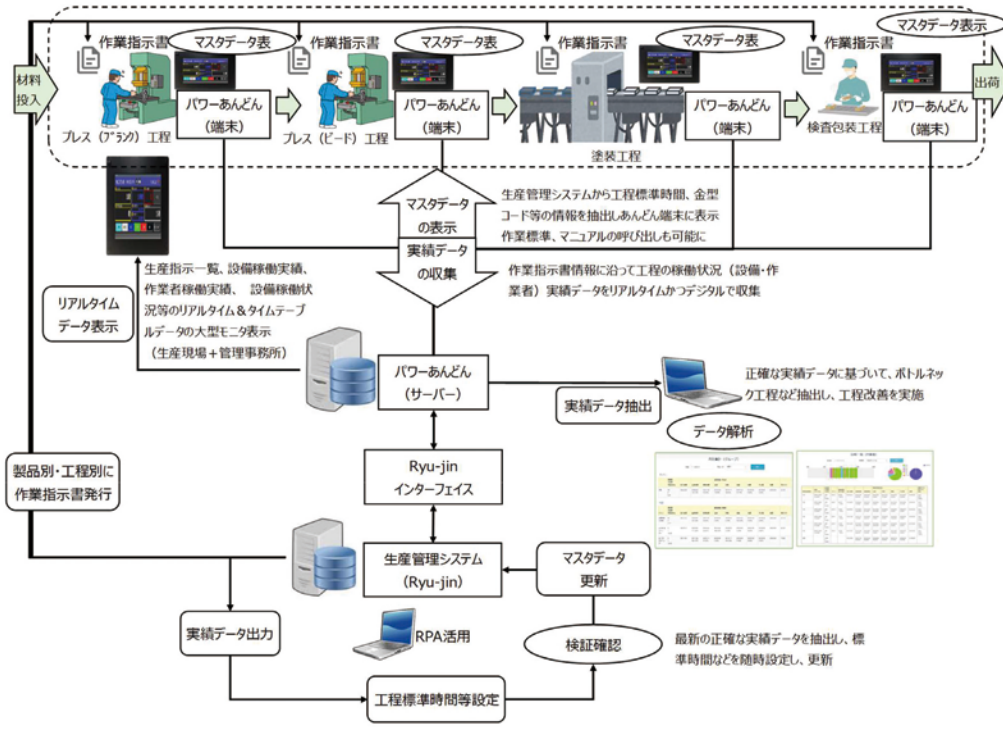 作業指示書
マスタデータ表
作業指示書
マスタデータ表
作業指示書
マスタデータ表
作業指示書
マスタデータ表示
材料
投入
パワーあんどん
(端末)
パワーあんどん
(端末)
パワーあんどん
(端末)
パワーあんどん
(端末)
出荷
プレス(ブランク)工程
プレス(ビード)工程
塗装工程
検査包装工程
マスタデータ
の表示
実績データ
の収集
生産管理システムから工程標準時間、金型
コード等の情報を抽出しあんどん端末に表示
作業標準、マニュアルの呼び出しも可能に
作業指示書情報に沿って工程の稼働状況(設備・作
業者)実績データをリアルタイムかつデジタルで収集
リアルタイム
データ表示
生産指示一覧、設備稼働実績、
作業者稼働実績、 設備稼働状
況等のリアルタイム&タイムテーブ
ルデータの大型モニタ表示
(生産現場+管理事務所)
パワーあんどん
(サーバー)
実績データ抽出
正確な実績データに基づいて、ボトルネッ
ク工程など抽出し、工程改善を実施
データ解析
製品別・工程別に
作業指示書発行
Ryu-jin
インターフェイス
生産管理システム
(Ryu-jin)
マスタデータ
更新
実績データ出力
RPA活用
検証確認
最新の正確な実績データを抽出し、標
準時間などを随時設定し、更新
工程標準時間等設定